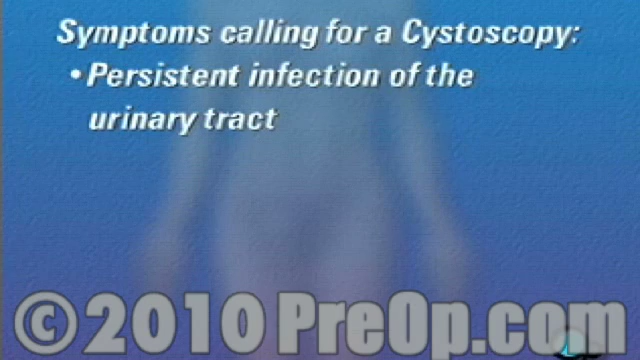 Symptoms calling for a Cystoscopy:
• Persistent infection of the
urinary tract
© 2010 PreOp.com